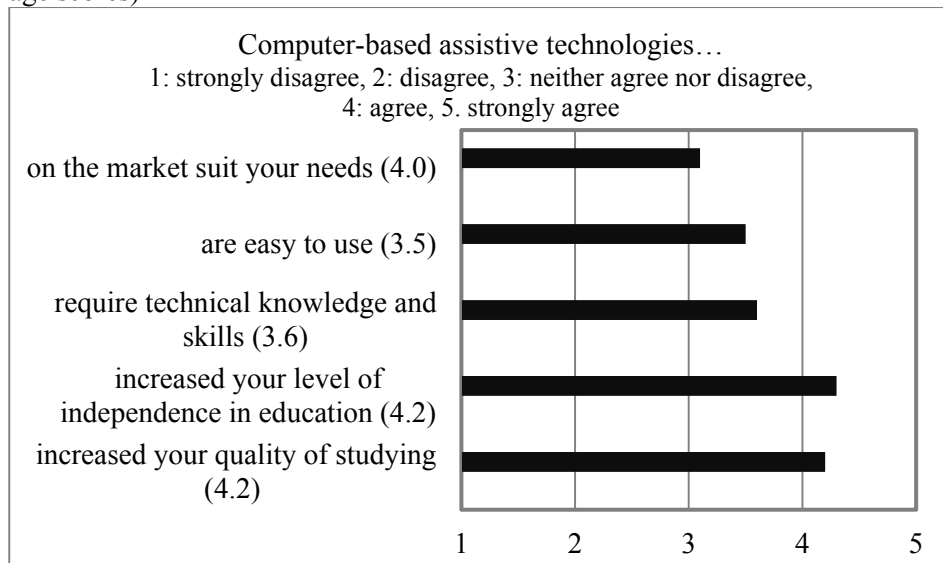 Computer-based assistive technologies…
1: strongly disagree, 2: disagree, 3: neither agree nor disagree,
4: agree, 5. strongly agree
on the market suit your needs (4.0)
are easy to use (3.5)
require technical knowledge and
skills (3.6)
increased your level of
independence in education (4.2)
increased your quality of studying
(4.2)
1 2 3 4 5